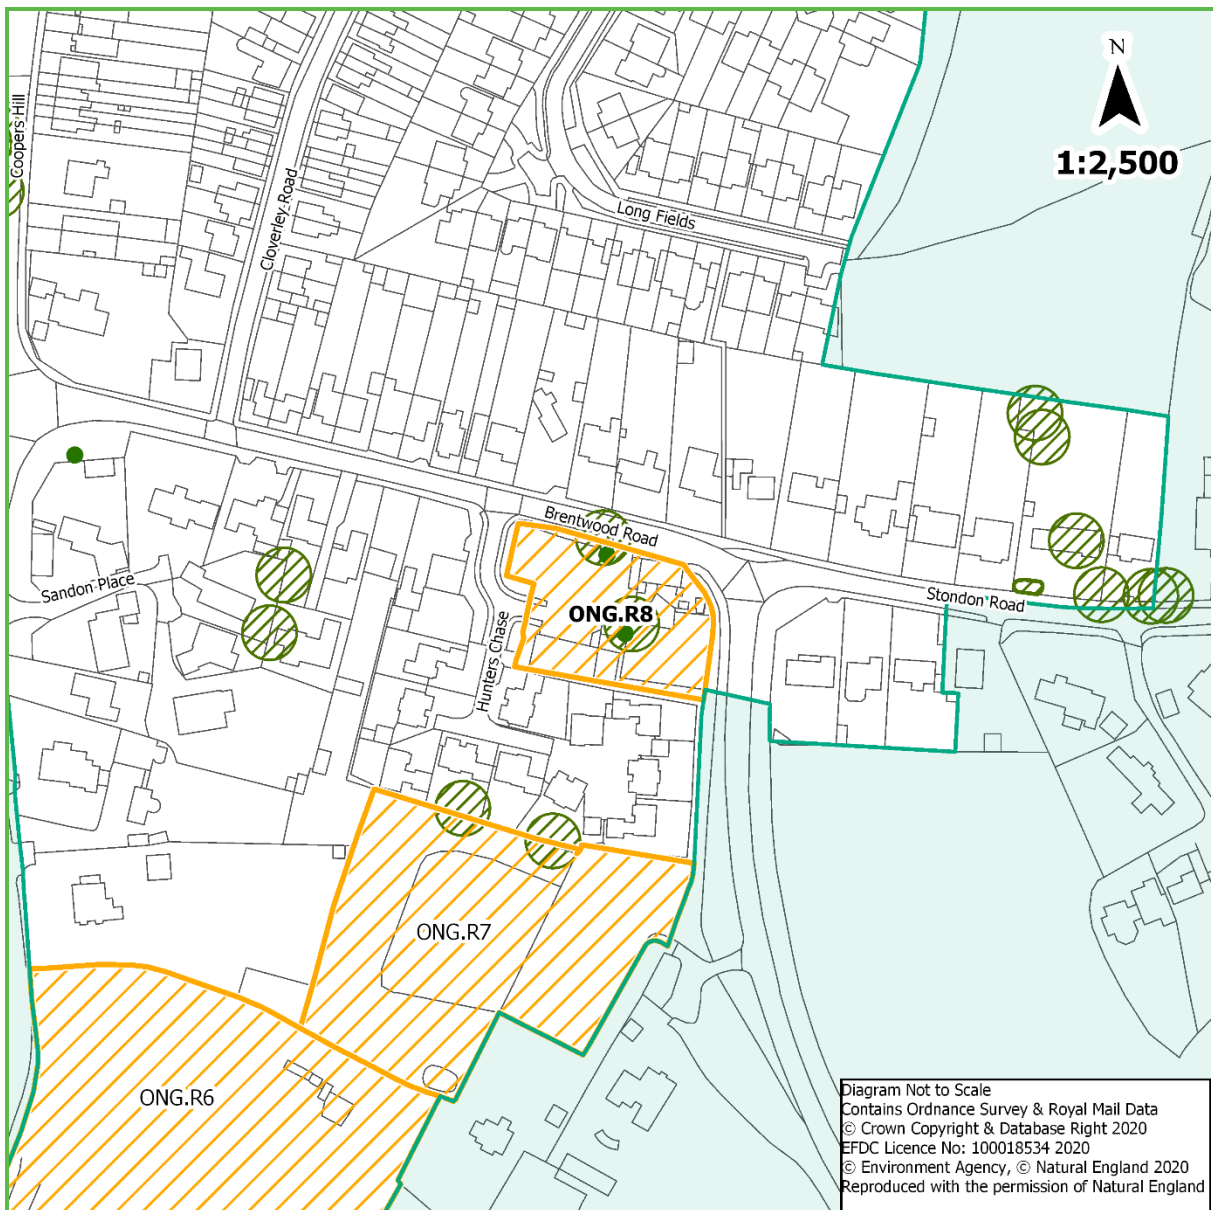 N
1:2,500
Coopers Hill
Cloverley Road
Long Fields
Brentwood Road
Sandon Place
Stondon Road
ONG.R8
Hunters Chase
ONG.R7
ONG.R6
Diagram Not to Scale
Contains Ordnance Survey & Royal Mail Data
© Crown Copyright & Database Right 2020
EFDC Licence No: 100018534 2020
© Environment Agency, © Natural England 2020
Reproduced with the permission of Natural England